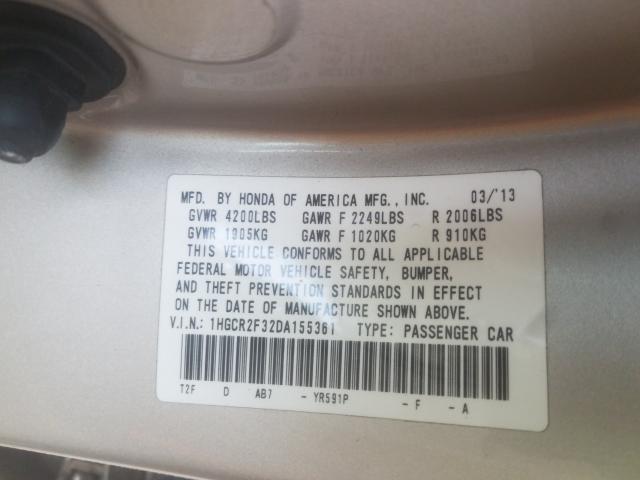 MFD. BY HONDA OF AMERICA MFG., INC. 03/'13
GVWR 4200LBS GAWR F 2249LBS R 2006LBS
GVWR 1905KG GAWR F 1020KG R 910KG
THIS VEHICLE CONFORMS TO ALL APPLICABLE
FEDERAL MOTOR VEHICLE SAFETY, BUMPER,
AND THEFT PREVENTION STANDARDS IN EFFECT
ON THE DATE OF MANUFACTURE SHOWN ABOVE.
V.I.N.: 1HGCR2F32DA155361 TYPE: PASSENGER CAR
T2F D AB7 - YR591P - F - A